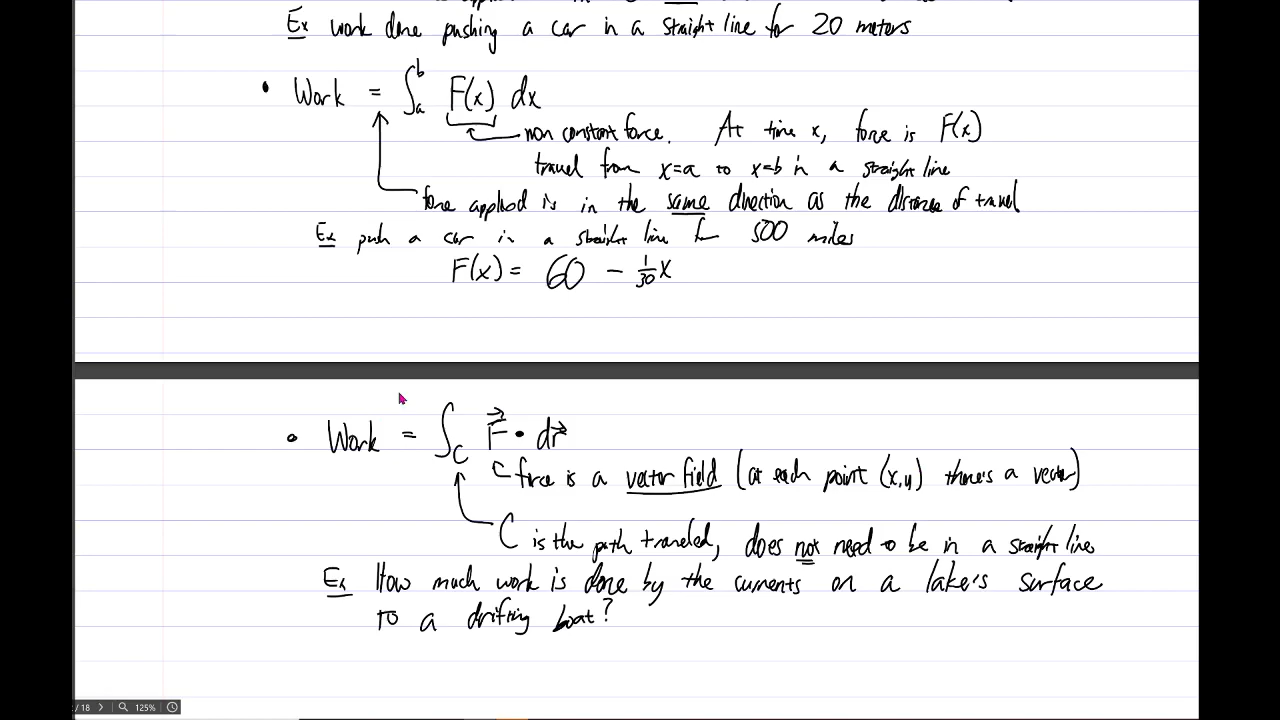 Ex work done pushing a car in a straight line for 20 meters
• Work = ∫_a^b F(x) dx
non constant force. At time x, force is F(x)
travel from x=a to x=b in a straight line
force applied is in the same direction as the distance of travel
Ex push a car in a straight line for 500 miles
F(x) = 60 - 1/30 x
• Work = ∫_C F⃗ • dr⃗
force is a vector field (at each point (x,y) there's a vector)
C is the path traveled, does not need to be in a straight line
Ex How much work is done by the currents on a lake's surface
to a drifting boat?
/ 18 > 125%